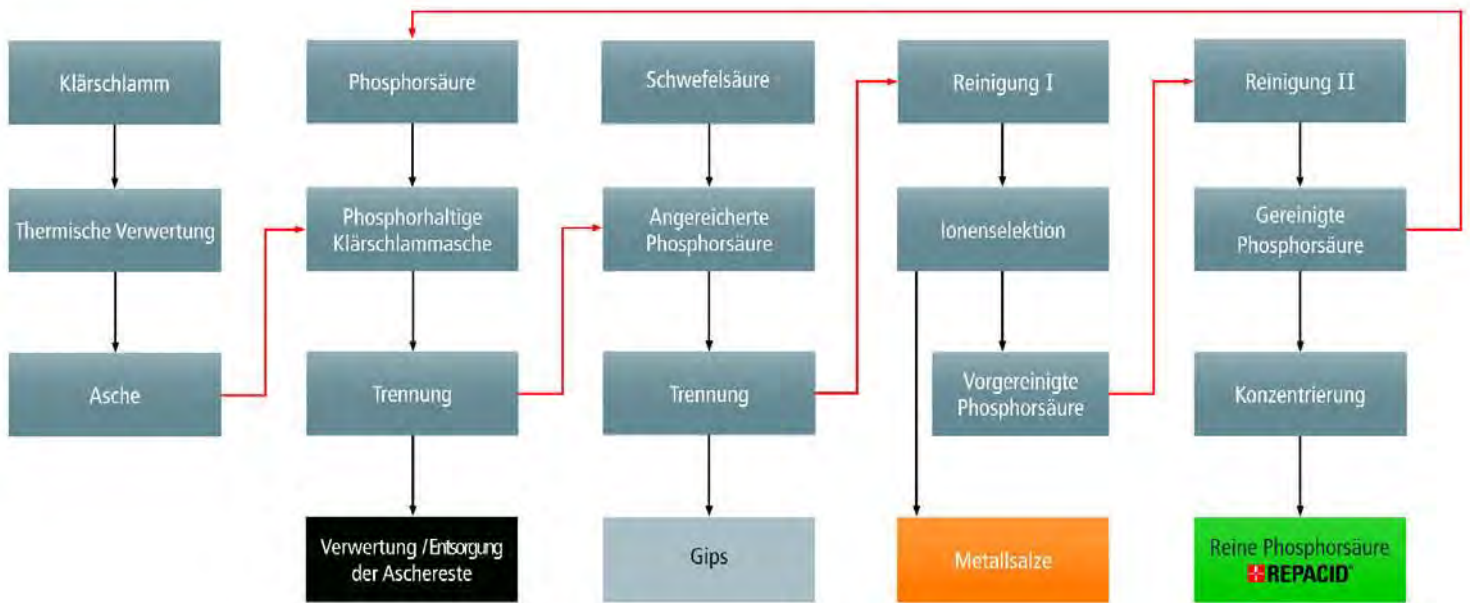 Klärschlamm
Phosphorsäure
Schwefelsäure
Reinigung I
Reinigung II
Thermische Verwertung
Phosphorhaltige
Klärschlammasche
Angereicherte
Phosphorsäure
Ionenselektion
Gereinigte
Phosphorsäure
Asche
Trennung
Trennung
Vorgereinigte
Phosphorsäure
Konzentrierung
Verwertung / Entsorgung
der Aschereste
Gips
Metallsalze
Reine Phosphorsäure
REPACID®